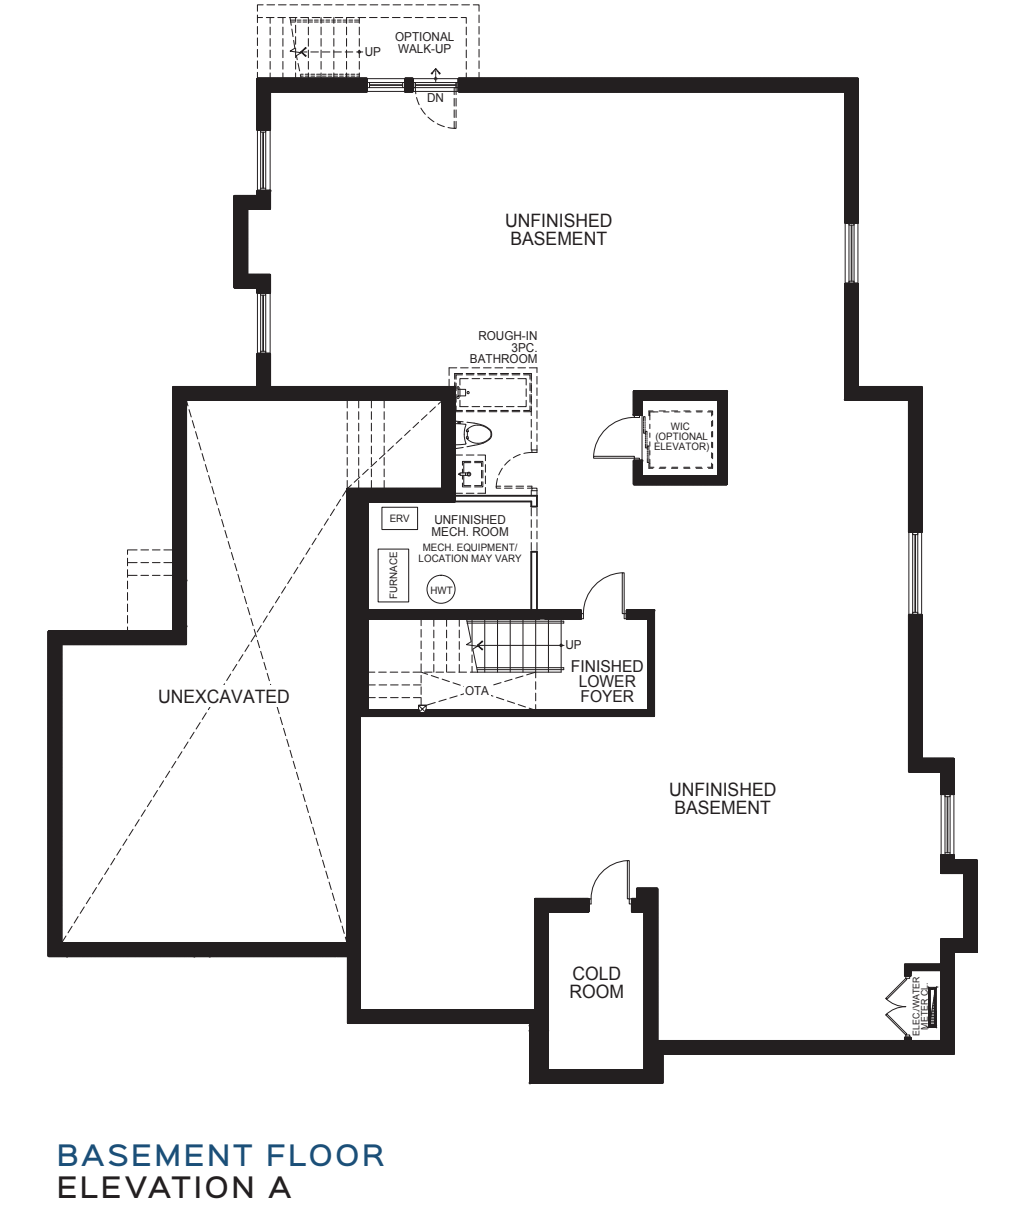 OPTIONAL
WALK-UP
UP
DN
UNFINISHED
BASEMENT
ROUGH-IN
3PC.
BATHROOM
WIC
(OPTIONAL
ELEVATOR)
ERV
UNFINISHED
MECH. ROOM
MECH. EQUIPMENT/
LOCATION MAY VARY
FURNACE
HWT
UP
FINISHED
LOWER
FOYER
OTA
UNEXCAVATED
UNFINISHED
BASEMENT
COLD
ROOM
ELEC./WATER
METER CL.
BASEMENT FLOOR
ELEVATION A